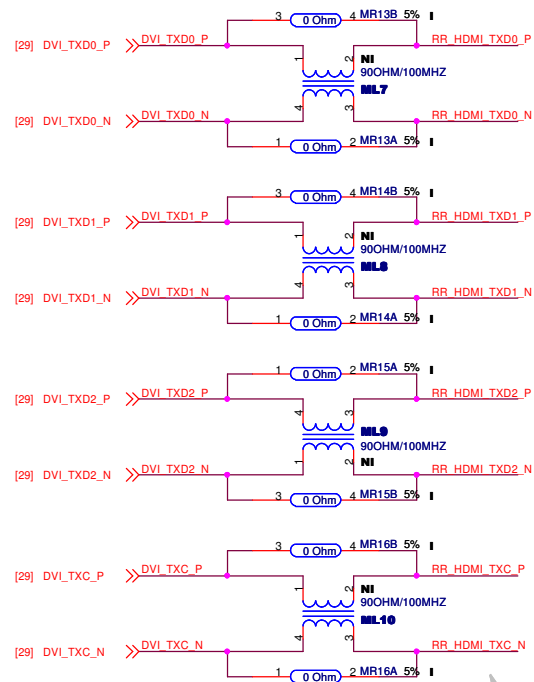 3 0 Ohm 4 MR13B 5% I
[29] DVI_TXD0_P DVI_TXD0_P RR_HDMI_TXD0_P
1 2 NI
90OHM/100MHZ
ML7
4 3
[29] DVI_TXD0_N DVI_TXD0_N RR_HDMI_TXD0_N
1 0 Ohm 2 MR13A 5% I
3 0 Ohm 4 MR14B 5% I
[29] DVI_TXD1_P DVI_TXD1_P RR_HDMI_TXD1_P
1 2 NI
90OHM/100MHZ
ML8
4 3
[29] DVI_TXD1_N DVI_TXD1_N RR_HDMI_TXD1_N
1 0 Ohm 2 MR14A 5% I
1 0 Ohm 2 MR15A 5% I
[29] DVI_TXD2_P DVI_TXD2_P RR_HDMI_TXD2_P
4 3
ML9
90OHM/100MHZ
1 2 NI
[29] DVI_TXD2_N DVI_TXD2_N RR_HDMI_TXD2_N
3 0 Ohm 4 MR15B 5% I
3 0 Ohm 4 MR16B 5% I
[29] DVI_TXC_P DVI_TXC_P RR_HDMI_TXC_P
1 2 NI
90OHM/100MHZ
ML10
4 3
[29] DVI_TXC_N DVI_TXC_N RR_HDMI_TXC_N
1 0 Ohm 2 MR16A 5% I